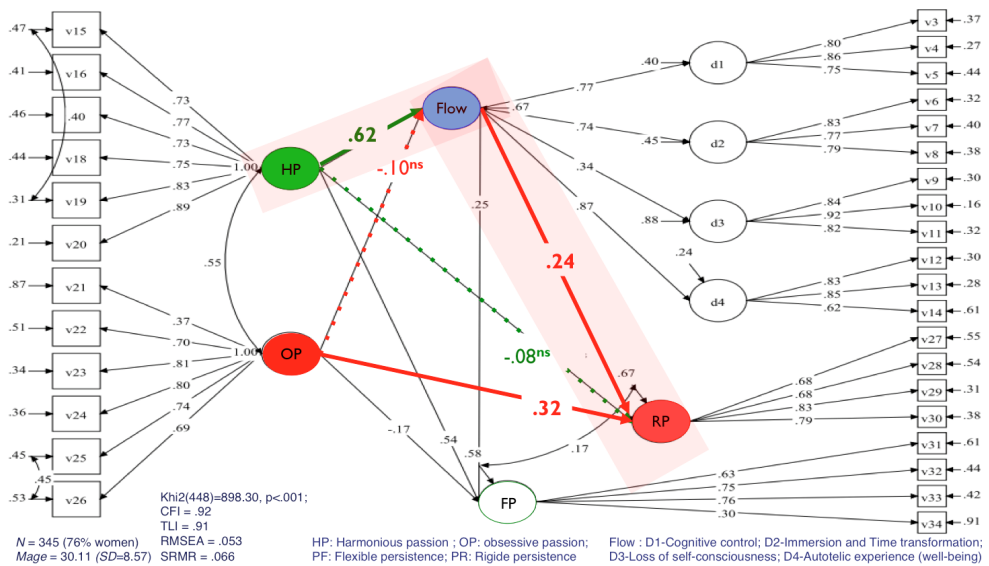 .47
v15
.41
v16
.46
.40
.44
v18
.31
v19
.21
v20
.87
v21
.51
v22
.34
v23
.36
v24
.45
v25
.45
.53
v26
.73
.77
.73
.75
.83
.89
1.00
HP
.55
.37
.70
.81
.80
.74
.69
1.00
OP
.62
-.10ns
Flow
.67
.25
.24
-.08ns
.32
-.17
.54
.58
.17
.67
RP
FP
.77
.74
.34
.87
.40
d1
.45
d2
.88
d3
.24
d4
.80
.86
.75
.83
.77
.79
.84
.92
.82
.83
.85
.62
.68
.68
.83
.79
.63
.75
.76
.30
v3 .37
v4 .27
v5 .44
v6 .32
v7 .40
v8 .38
v9 .30
v10 .16
v11 .32
v12 .30
v13 .28
v14 .61
v27 .55
v28 .54
v29 .31
v30 .38
v31 .61
v32 .44
v33 .42
v34 .91
N = 345 (76% women)
Mage = 30.11 (SD=8.57)
Khi2(448)=898.30, p<.001;
CFI = .92
TLI = .91
RMSEA = .053
SRMR = .066
HP: Harmonious passion ; OP: obsessive passion;
PF: Flexible persistence; PR: Rigide persistence
Flow : D1-Cognitive control; D2-Immersion and Time transformation;
D3-Loss of self-consciousness; D4-Autotelic experience (well-being)